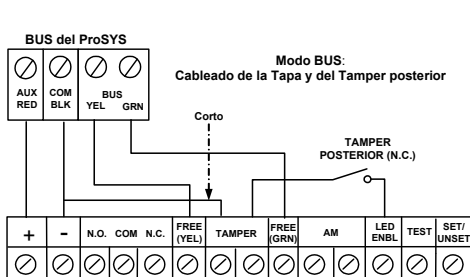 BUS del ProSYS
AUX RED
COM BLK
BUS
YEL GRN
Modo BUS:
Cableado de la Tapa y del Tamper posterior
Corto
TAMPER
POSTERIOR (N.C.)
+ - N.O. COM N.C. FREE (YEL) TAMPER FREE (GRN) AM LED ENBL TEST SET/ UNSET